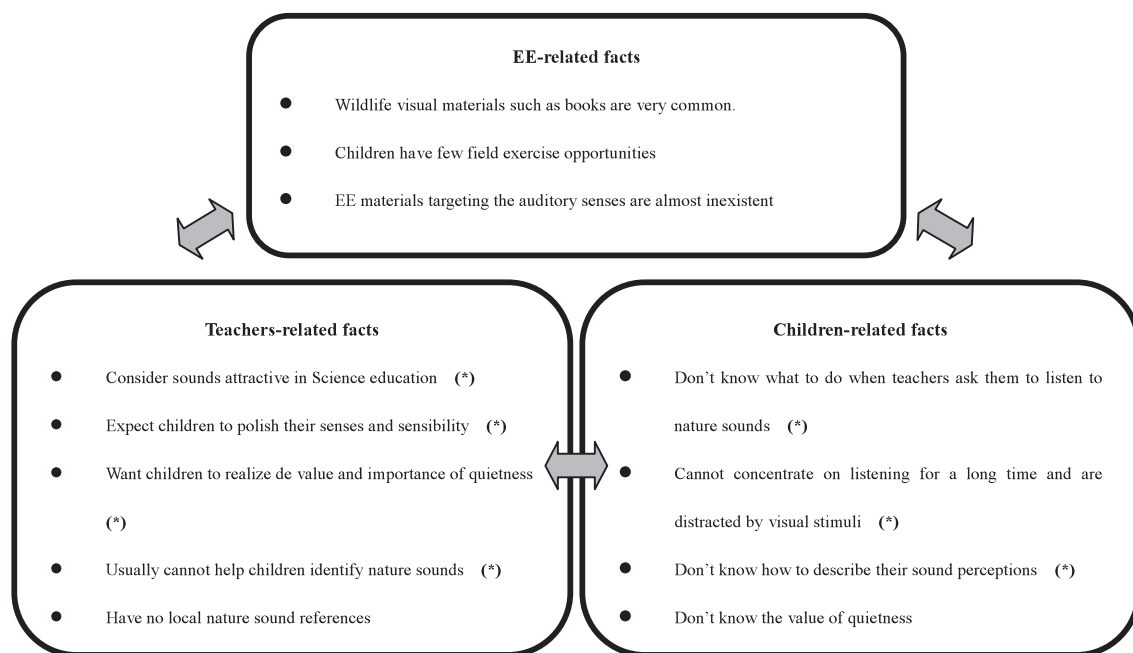 EE-related facts
● Wildlife visual materials such as books are very common.
● Children have few field exercise opportunities
● EE materials targeting the auditory senses are almost inexistent
Teachers-related facts
● Consider sounds attractive in Science education (*)
● Expect children to polish their senses and sensibility (*)
● Want children to realize de value and importance of quietness
(*)
● Usually cannot help children identify nature sounds (*)
● Have no local nature sound references
Children-related facts
● Don’t know what to do when teachers ask them to listen to
nature sounds (*)
● Cannot concentrate on listening for a long time and are
distracted by visual stimuli (*)
● Don’t know how to describe their sound perceptions (*)
● Don’t know the value of quietness